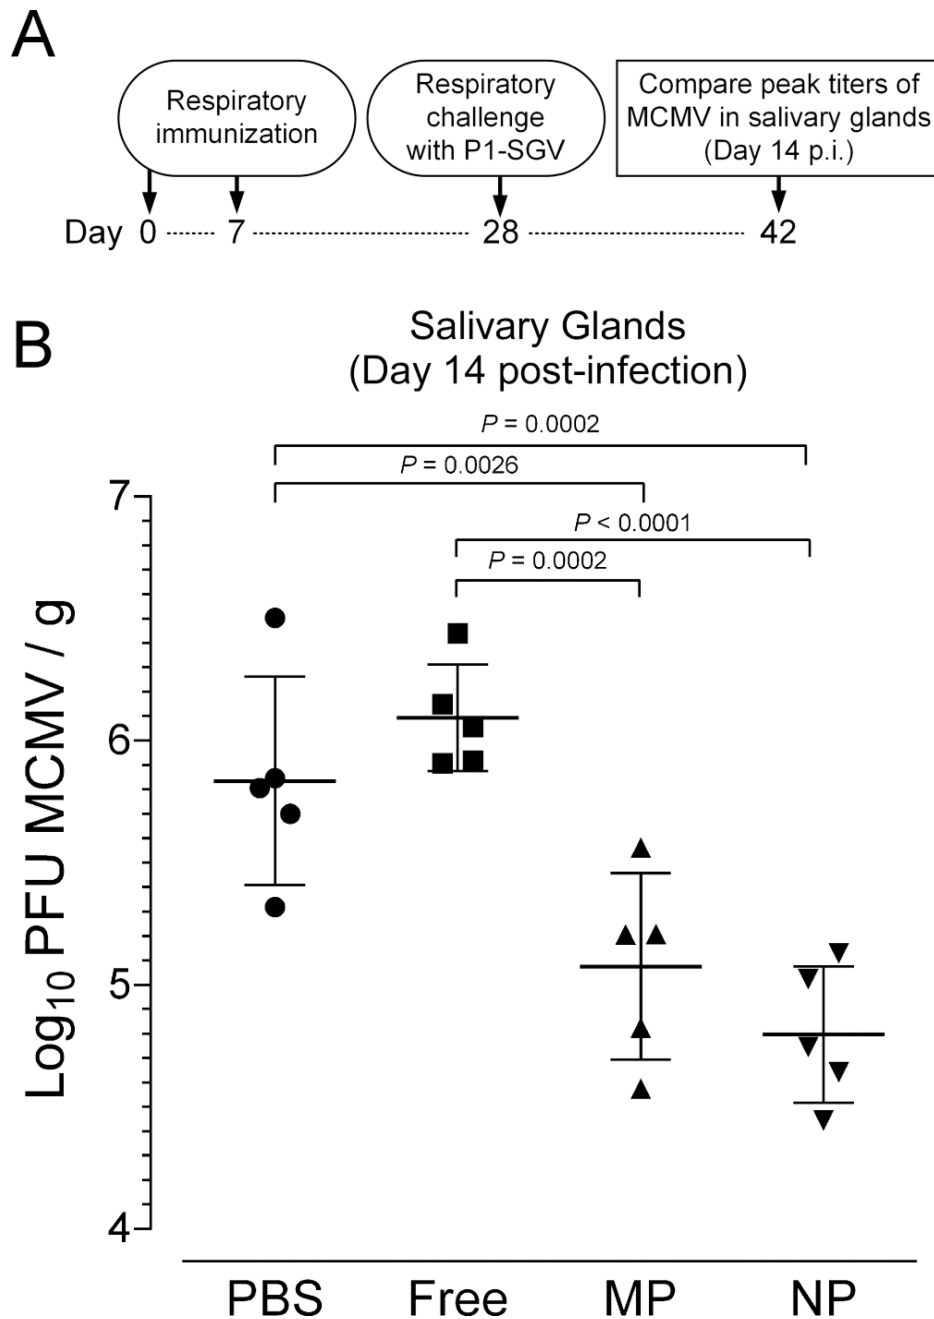 A
Respiratory
immunization
Respiratory
challenge
with P1-SGV
Compare peak titers of
MCMV in salivary glands
(Day 14 p.i.)
Day 0 7 28 42
B
Salivary Glands
(Day 14 post-infection)
P = 0.0002
P = 0.0026
P < 0.0001
P = 0.0002
Log10 PFU MCMV / g
7
6
5
4
PBS Free MP NP